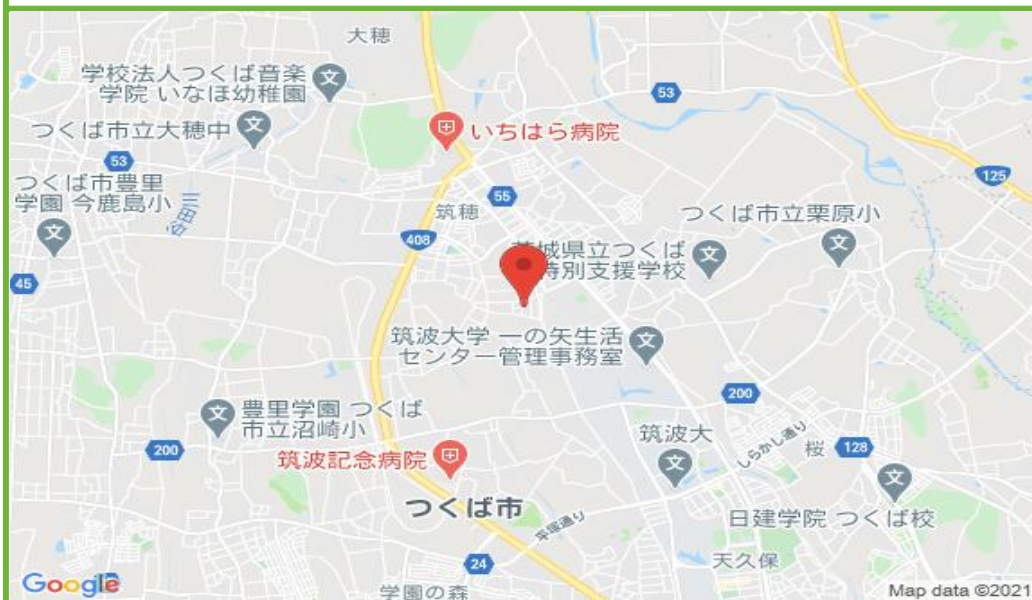 大穂
学校法人つくば音楽
学院 いなほ幼稚園
53
つくば市立大穂中
いちはら病院
53
125
つくば市豊里
学園 今鹿島小
55
筑穂
つくば市立栗原小
408
城県立つくば
特別支援学校
45
筑波大学 一の矢生活
センター管理事務室
200
豊里学園 つくば
市立沼崎小
筑波大
しらかし通り
桜
128
200
筑波記念病院
つくば市
平塚通り
日建学院 つくば校
24
天久保
学園の森
Google
Map data ©2021